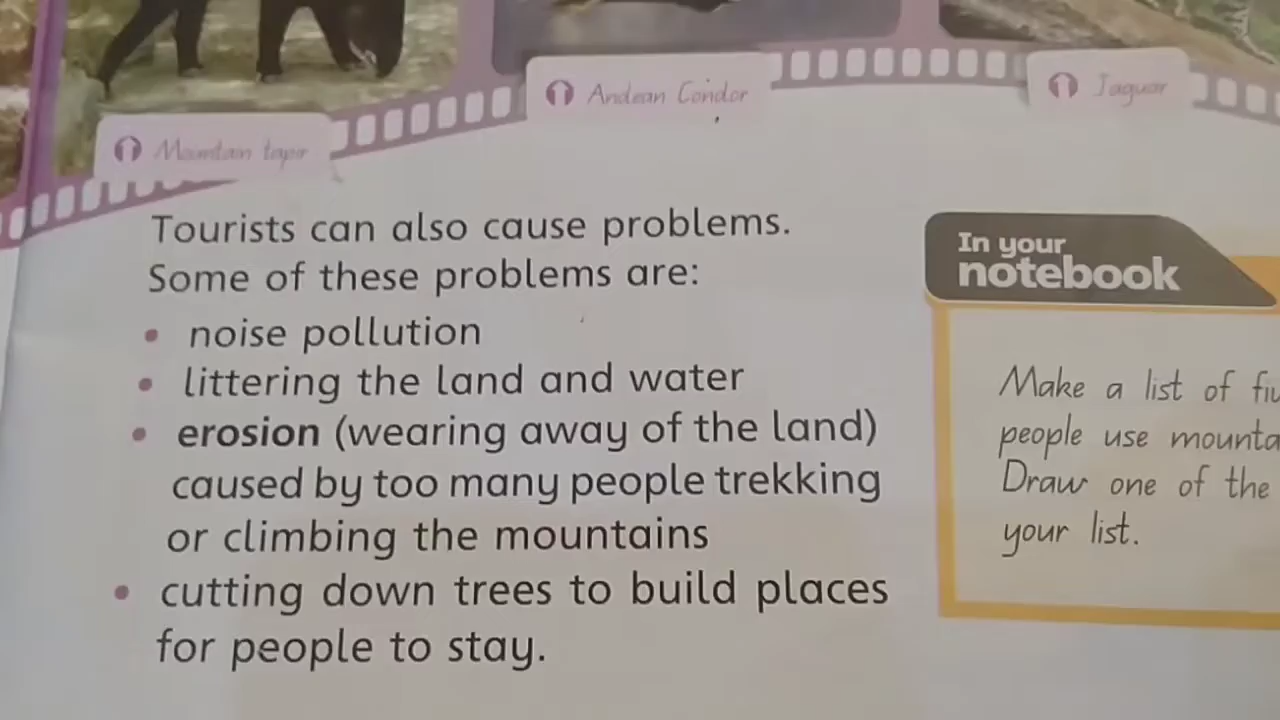 Mountain tapir
Andean Condor
Jaguar
Tourists can also cause problems.
Some of these problems are:
• noise pollution
• littering the land and water
• erosion (wearing away of the land)
caused by too many people trekking
or climbing the mountains
• cutting down trees to build places
for people to stay.
In your
notebook
Make a list of
people use
Draw one of the
your list.